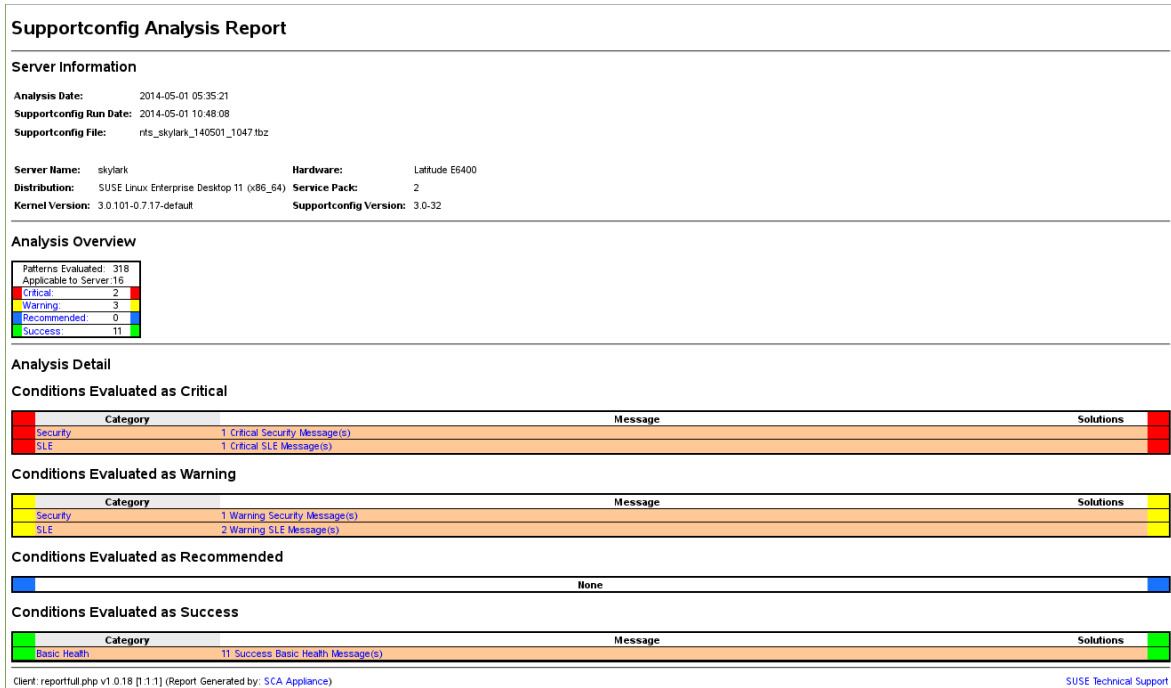 Supportconfig Analysis Report
Server Information
Analysis Date: 2014-05-01 05:35:21
Supportconfig Run Date: 2014-05-01 10:48:08
Supportconfig File: nts_skylark_140501_1047.tbz
Server Name: skylark Hardware: Latitude E6400
Distribution: SUSE Linux Enterprise Desktop 11 (x86_64) Service Pack: 2
Kernel Version: 3.0.101-0.7.17-default Supportconfig Version: 3.0-32
Analysis Overview
Patterns Evaluated: 318
Applicable to Server: 16
Critical: 2
Warning: 3
Recommended: 0
Success: 11
Analysis Detail
Conditions Evaluated as Critical
Category Message Solutions
Security 1 Critical Security Message(s)
SLE 1 Critical SLE Message(s)
Conditions Evaluated as Warning
Category Message Solutions
Security 1 Warning Security Message(s)
SLE 2 Warning SLE Message(s)
Conditions Evaluated as Recommended
None
Conditions Evaluated as Success
Category Message Solutions
Basic Health 11 Success Basic Health Message(s)
Client: reportfull.php v1.0.18 [1:1:1] (Report Generated by: SCA Appliance) SUSE Technical Support